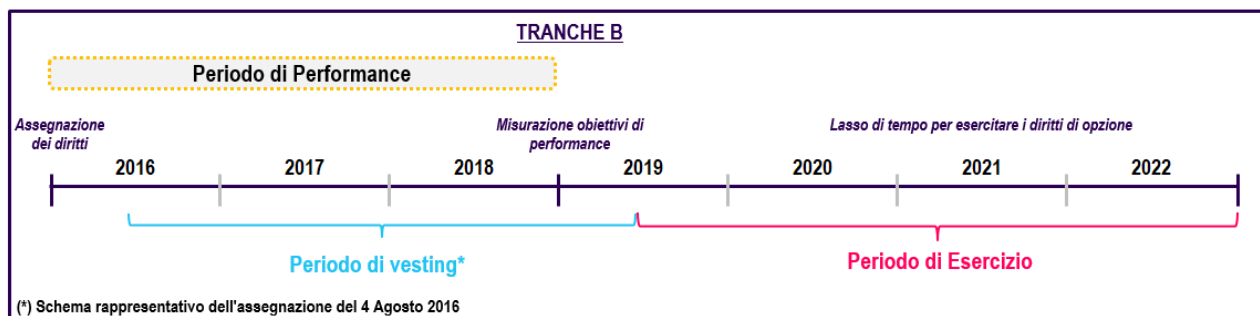 TRANCHE B
Periodo di Performance
Assegnazione
dei diritti
Misurazione obiettivi di
performance
Lasso di tempo per esercitare i diritti di opzione
2016 2017 2018 2019 2020 2021 2022
Periodo di vesting*
Periodo di Esercizio
(*) Schema rappresentativo dell'assegnazione del 4 Agosto 2016